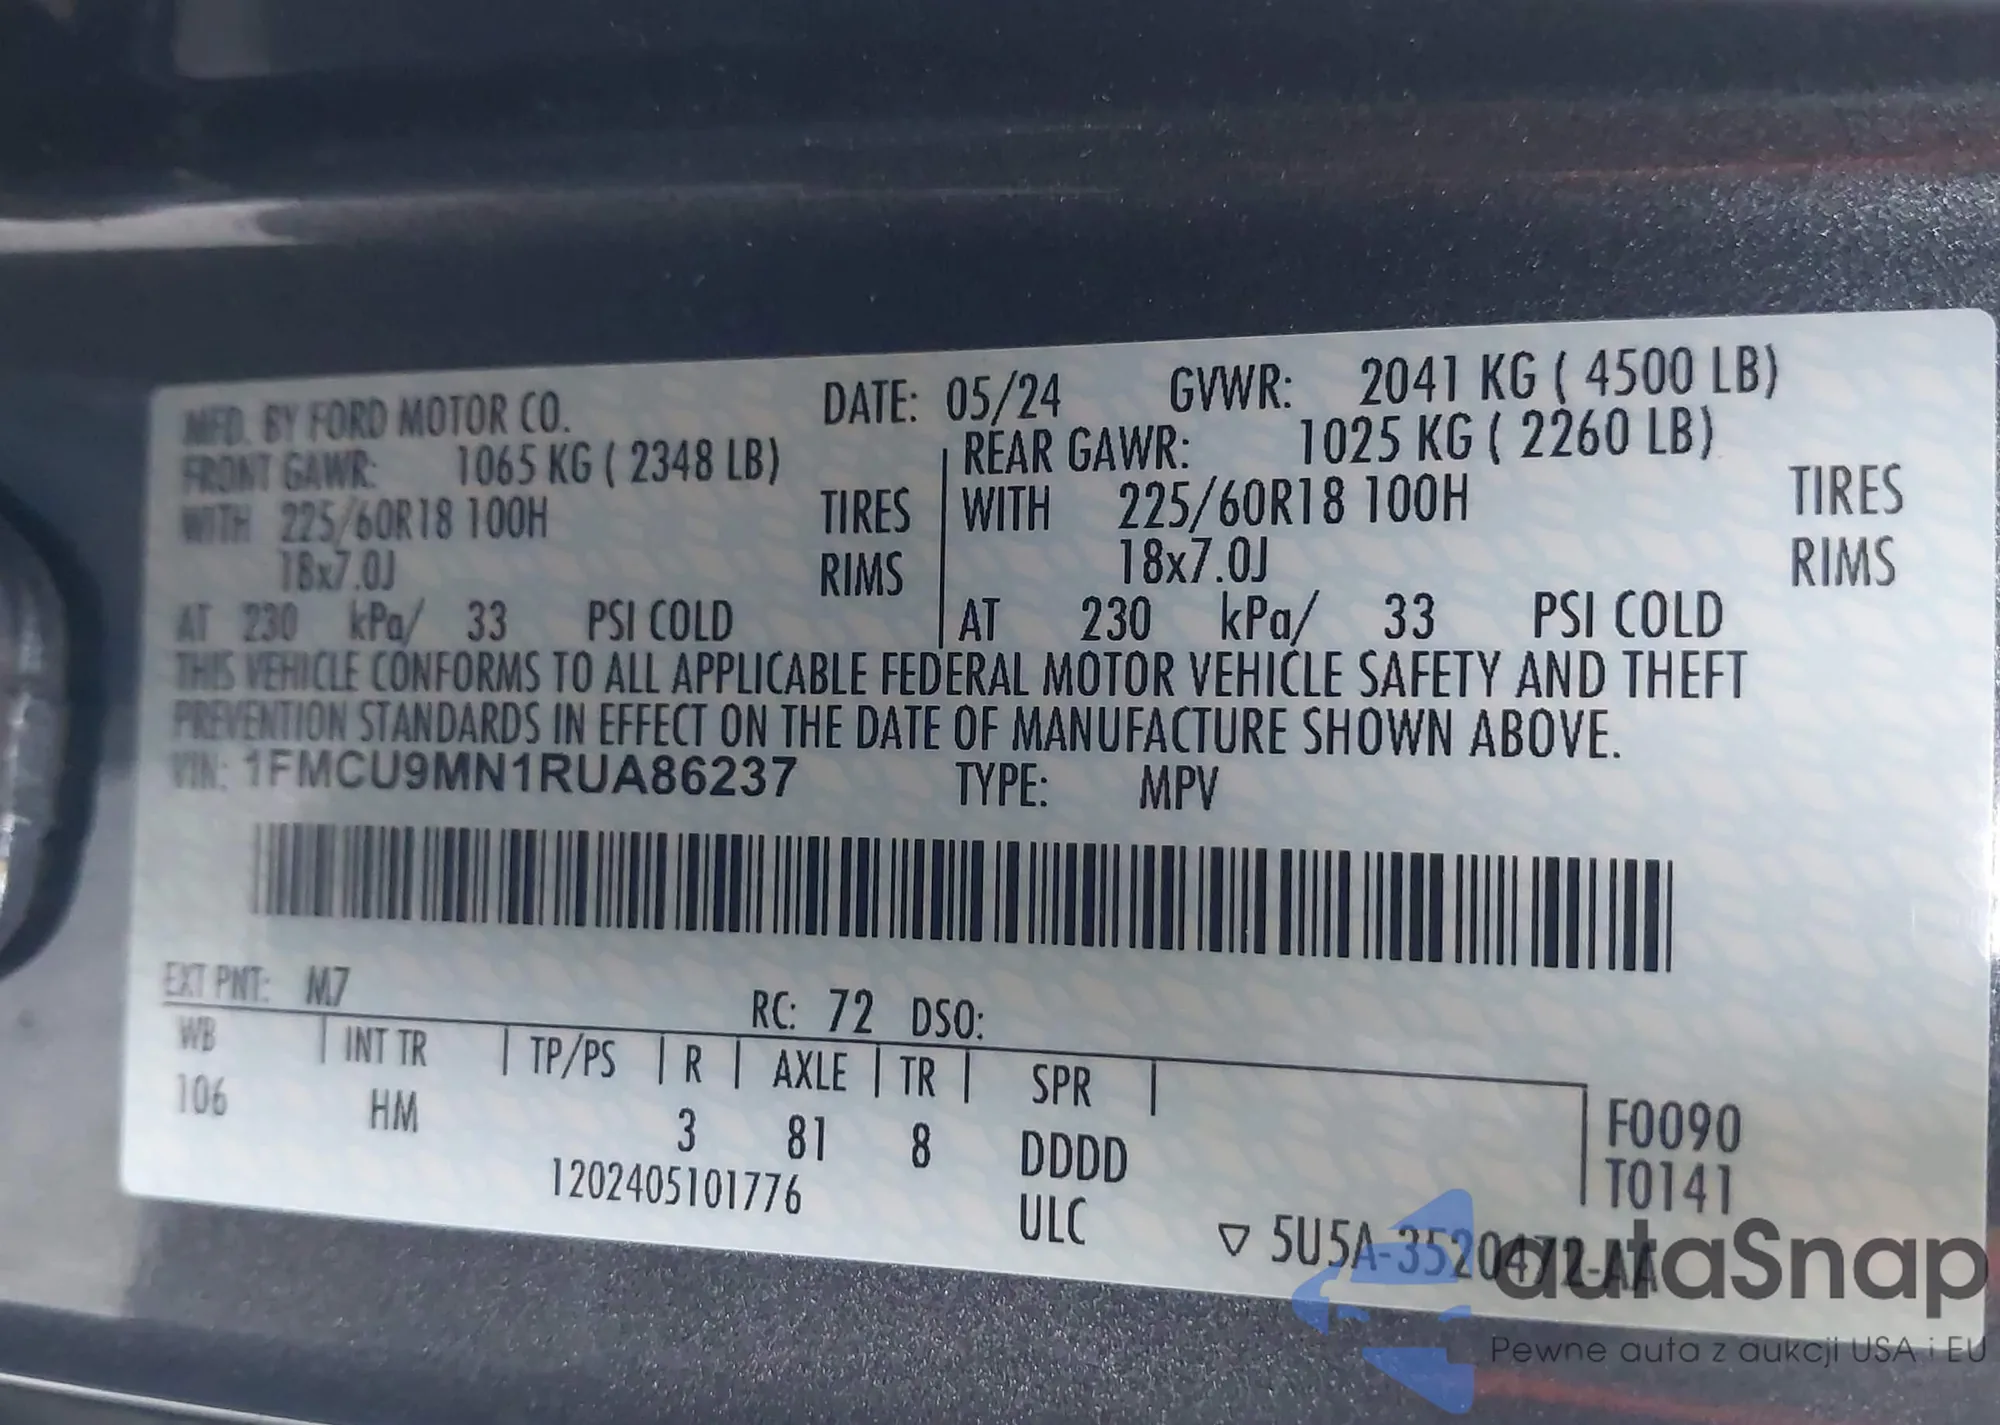 MFD. BY FORD MOTOR CO. DATE: 05/24 GVWR: 2041 KG ( 4500 LB)
FRONT GAWR: 1065 KG ( 2348 LB) REAR GAWR: 1025 KG ( 2260 LB)
WITH 225/60R18 100H TIRES WITH 225/60R18 100H TIRES
18x7.0J RIMS 18x7.0J RIMS
AT 230 kPa/ 33 PSI COLD AT 230 kPa/ 33 PSI COLD
THIS VEHICLE CONFORMS TO ALL APPLICABLE FEDERAL MOTOR VEHICLE SAFETY AND THEFT
PREVENTION STANDARDS IN EFFECT ON THE DATE OF MANUFACTURE SHOWN ABOVE.
VIN: 1FMCU9MN1RUA86237 TYPE: MPV
EXT PNT: M7 RC: 72 DSO:
WB INT TR TP/PS R AXLE TR SPR
106 HM 3 81 8 DDDD F0090
1202405101776 ULC T0141
▽ 5U5A-3520472-AA
autaSnap
Pewne auta z aukcji USA i EU